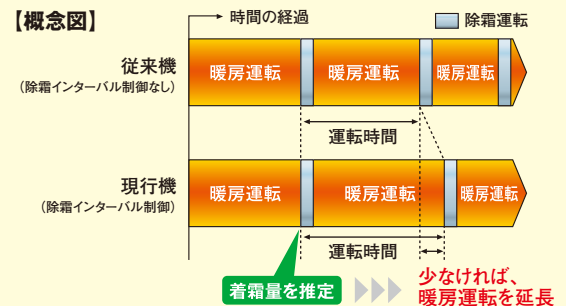 【概念図】
時間の経過
除霜運転
従来機
（除霜インターバル制御なし）
暖房運転
暖房運転
暖房運転
運転時間
現行機
（除霜インターバル制御）
暖房運転
暖房運転
暖房運転
運転時間
着霜量を推定
少なければ、
暖房運転を延長